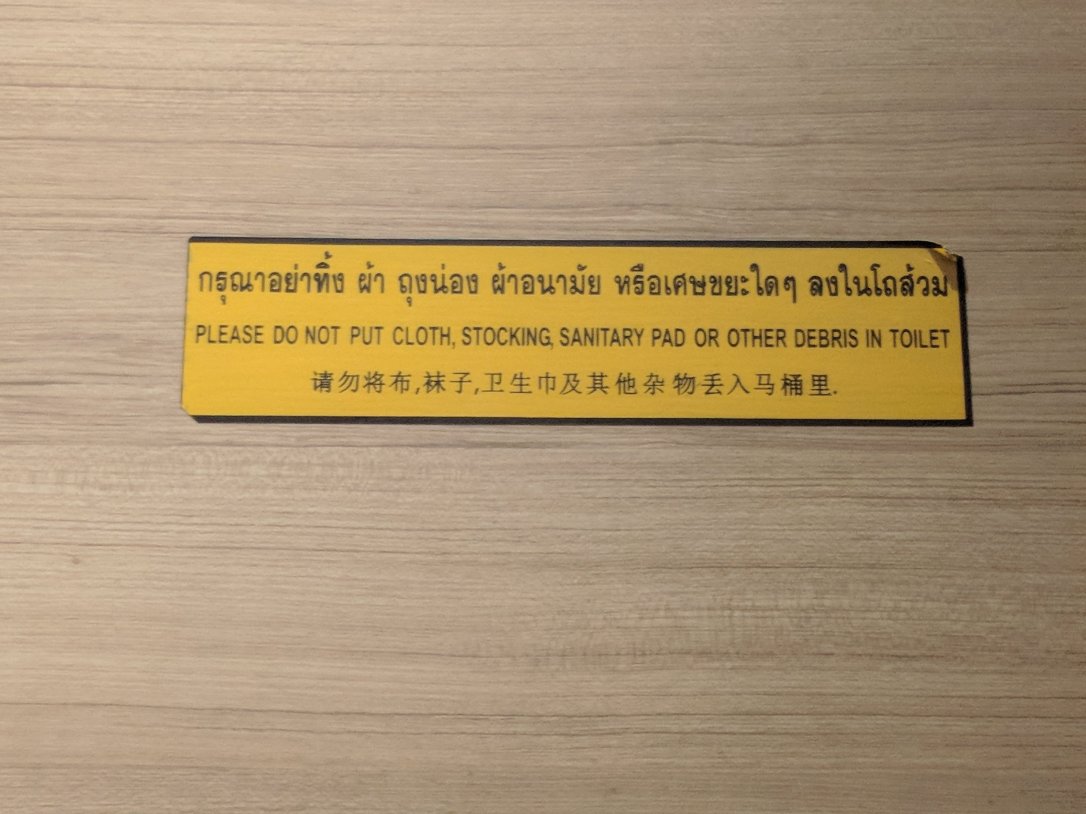 กรุณาอย่าทิ้ง ผ้า ถุงน่อง ผ้าอนามัย หรือเศษขยะใดๆ ลงในโถส้วม
PLEASE DO NOT PUT CLOTH, STOCKING, SANITARY PAD OR OTHER DEBRIS IN TOILET
请勿将布,袜子,卫生巾及其他杂物丢入马桶里.